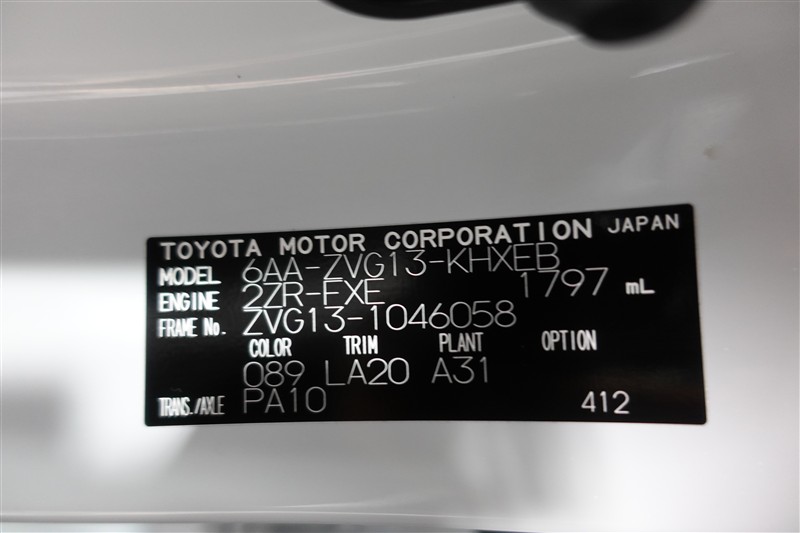 TOYOTA MOTOR CORPORATION JAPAN
MODEL 6AA-ZVG13-KHXEB
ENGINE 2ZR-FXE 1797 mL
FRAME No. ZVG13-1046058
COLOR TRIM PLANT OPTION
089 LA20 A31
TRANS./AXLE PA10 412